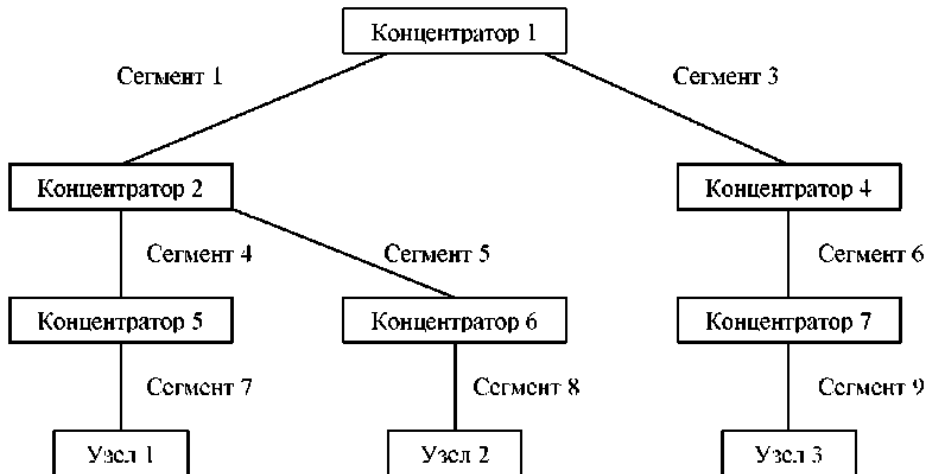 Концентратор 1
Сегмент 1
Сегмент 3
Концентратор 2
Концентратор 4
Сегмент 4
Сегмент 5
Сегмент 6
Концентратор 5
Концентратор 6
Концентратор 7
Сегмент 7
Сегмент 8
Сегмент 9
Узел 1
Узел 2
Узел 3